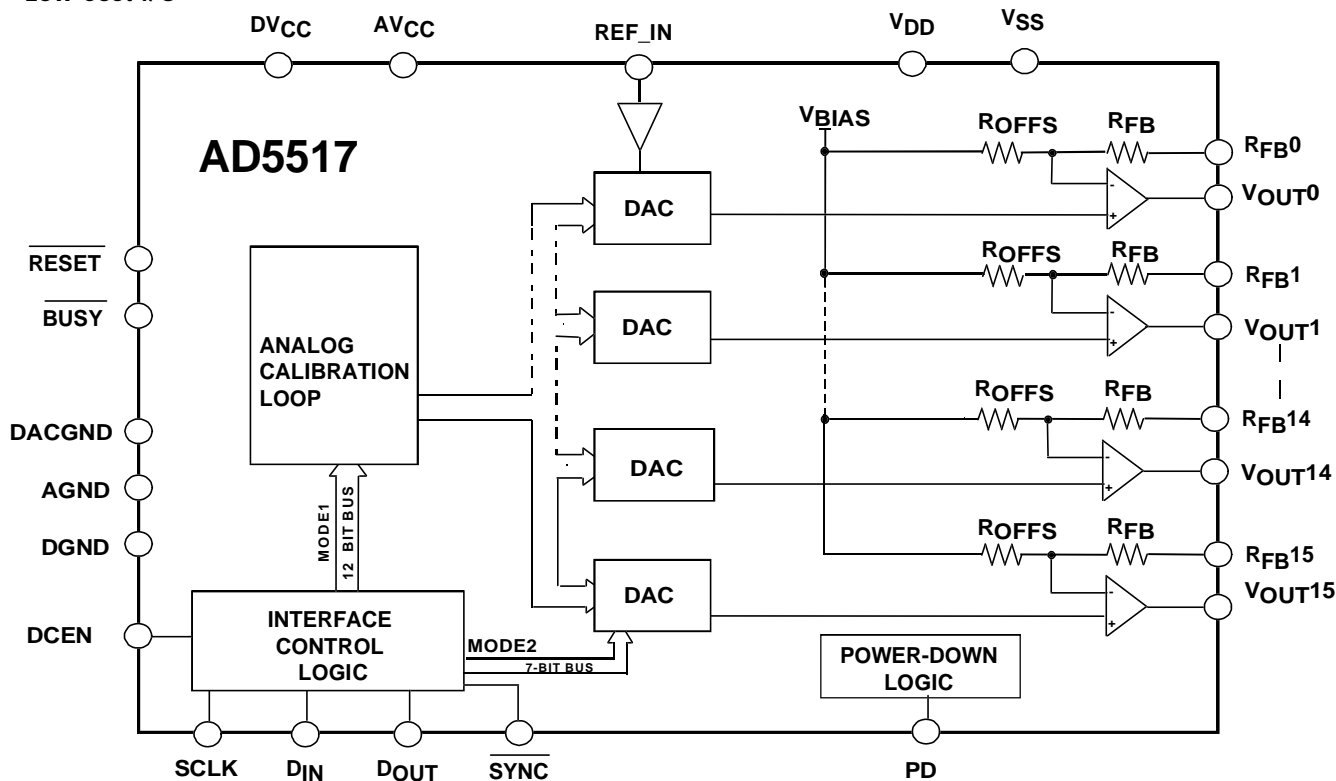 DVCC AVCC REF_IN VDD VSS
AD5517
VBIAS
ROFFS RFB RFB0
DAC VOUT0
RESET
BUSY
ROFFS RFB RFB1
DAC VOUT1
ANALOG
CALIBRATION
LOOP
ROFFS RFB RFB14
DAC VOUT14
DACGND
AGND
DGND
MODE1
12 BIT BUS
ROFFS RFB RFB15
DAC VOUT15
DCEN
INTERFACE
CONTROL
LOGIC
MODE2
7-BIT BUS
POWER-DOWN
LOGIC
SCLK DIN DOUT SYNC PD
- + - + - + - +